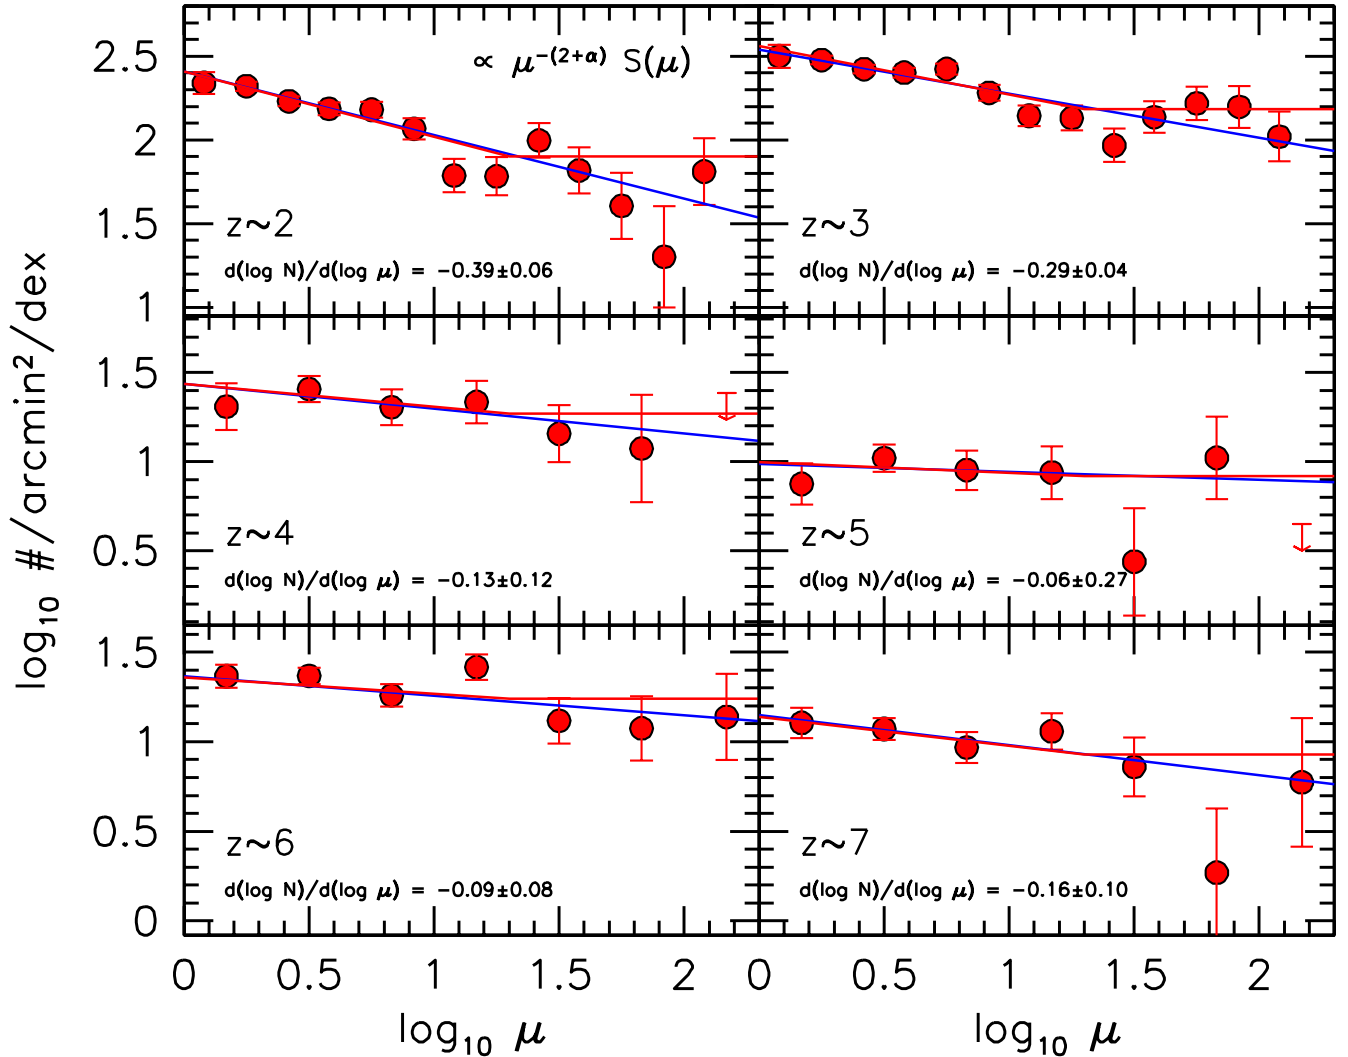 log₁₀ #/arcmin²/dex
2.5
2
1.5
1
∝ μ⁻⁽²⁺ᵅ⁾ S(μ)
z~2
d(log N)/d(log μ) = −0.39±0.06
z~3
d(log N)/d(log μ) = −0.29±0.04
1.5
1
0.5
z~4
d(log N)/d(log μ) = −0.13±0.12
z~5
d(log N)/d(log μ) = −0.06±0.27
1.5
1
0.5
0
z~6
d(log N)/d(log μ) = −0.09±0.08
z~7
d(log N)/d(log μ) = −0.16±0.10
0 0.5 1 1.5 2 0 0.5 1 1.5 2
log₁₀ μ log₁₀ μ